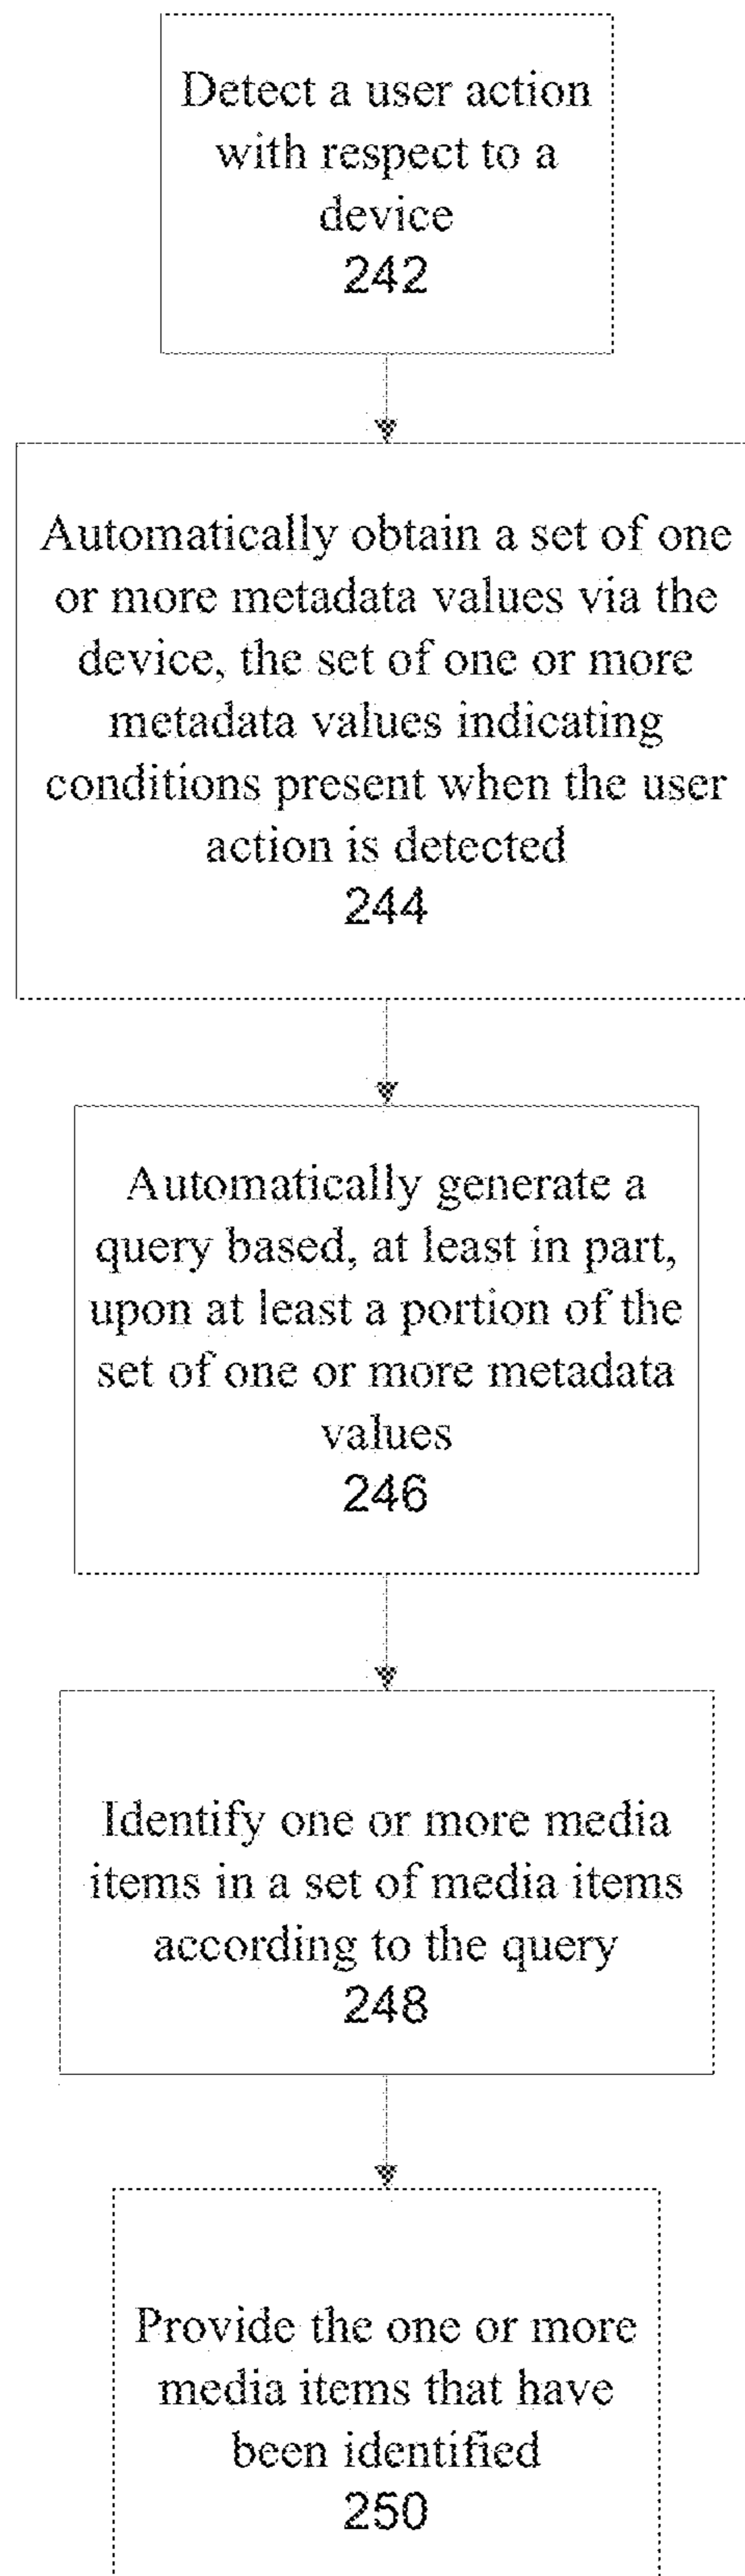 Detect a user action
with respect to a
device
242
Automatically obtain a set of one
or more metadata values via the
device, the set of one or more
metadata values indicating
conditions present when the user
action is detected
244
Automatically generate a
query based, at least in part,
upon at least a portion of the
set of one or more metadata
values
246
Identify one or more media
items in a set of media items
according to the query
248
Provide the one or more
media items that have
been identified
250